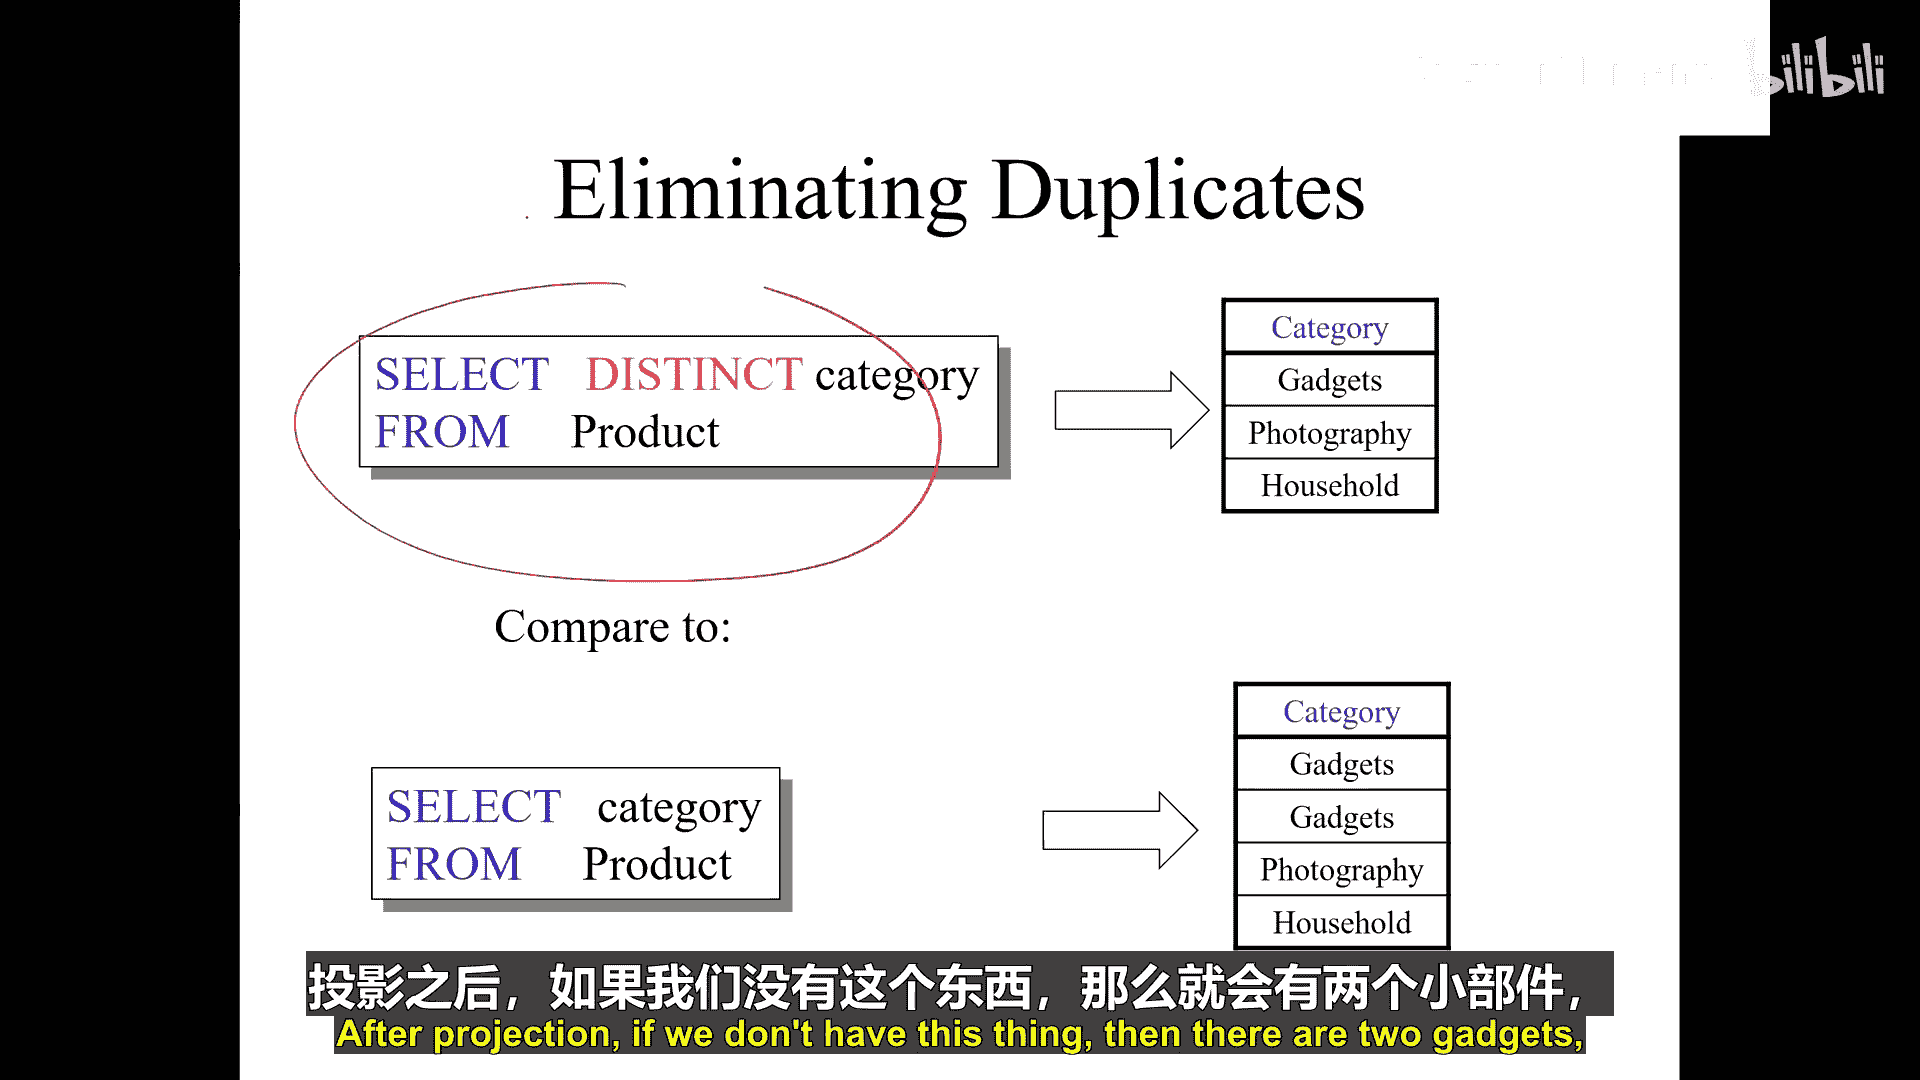 bilibili
Eliminating Duplicates
SELECT DISTINCT category
FROM Product
Category
Gadgets
Photography
Household
Compare to:
SELECT category
FROM Product
Category
Gadgets
Gadgets
Photography
Household
投影之后，如果我们没有这个东西，那么就会有两个小部件，
After projection, if we don't have this thing, then there are two gadgets,